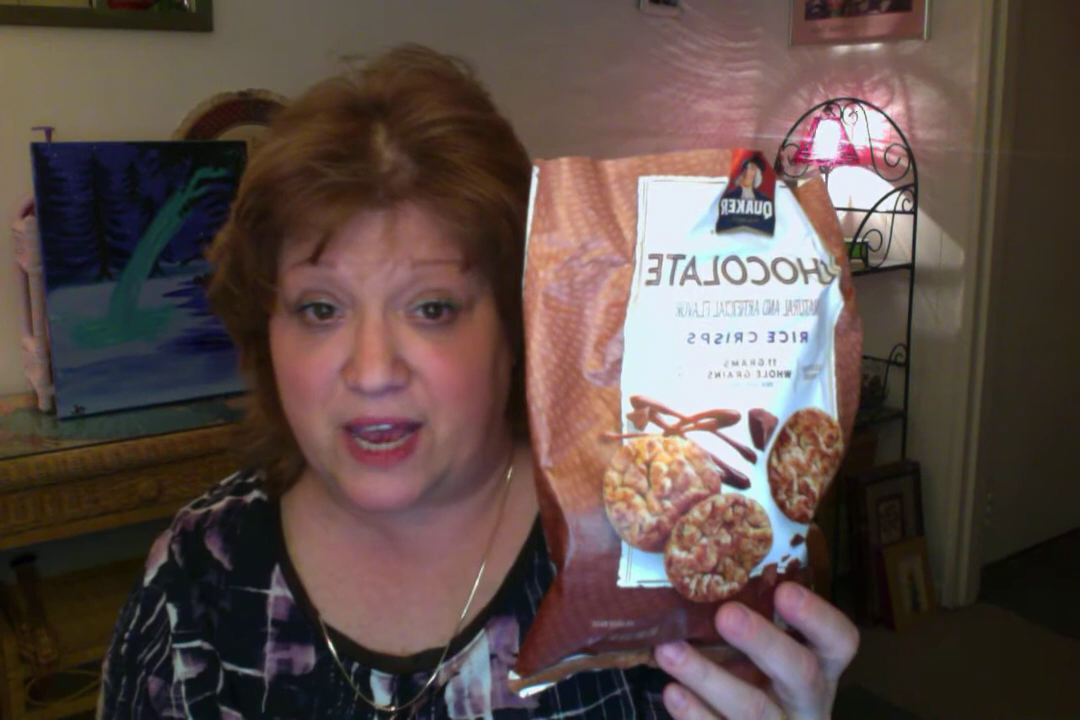 QUAKER
CHOCOLATE
NATURAL AND ARTIFICIAL FLAVOR
RICE CRISPS
11 GRAMS
WHOLE GRAINS